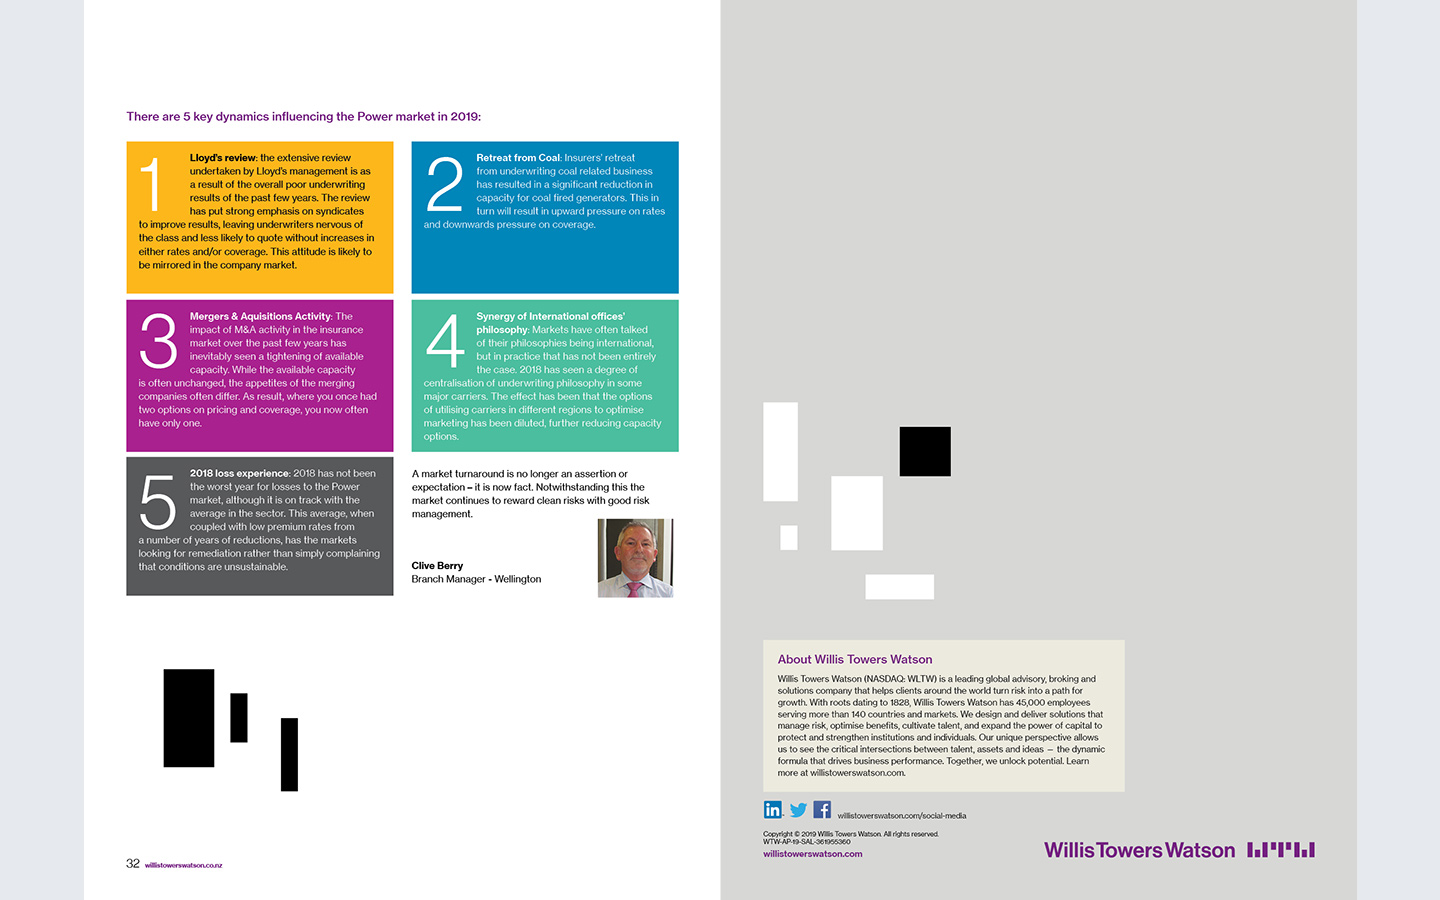 There are 5 key dynamics influencing the Power market in 2019:
1
Lloyd's review: the extensive review
undertaken by Lloyd's management is as
a result of the overall poor underwriting
results of the past few years. The review
has put strong emphasis on syndicates
to improve results, leaving underwriters nervous of
the class and less likely to quote without increases in
either rates and/or coverage. This attitude is likely to
be mirrored in the company market.
2
Retreat from Coal: Insurers' retreat
from underwriting coal related business
has resulted in a significant reduction in
capacity for coal fired generators. This in
turn will result in upward pressure on rates
and downwards pressure on coverage.
3
Mergers & Aquisitions Activity: The
impact of M&A activity in the insurance
market over the past few years has
inevitably seen a tightening of available
capacity. While the available capacity
is often unchanged, the appetites of the merging
companies often differ. As result, where you once had
two options on pricing and coverage, you now often
have only one.
4
Synergy of International offices'
philosophy: Markets have often talked
of their philosophies being international,
but in practice that has not been entirely
the case. 2018 has seen a degree of
centralisation of underwriting philosophy in some
major carriers. The effect has been that the options
of utilising carriers in different regions to optimise
marketing has been diluted, further reducing capacity
options.
5
2018 loss experience: 2018 has not been
the worst year for losses to the Power
market, although it is on track with the
average in the sector. This average, when
coupled with low premium rates from
a number of years of reductions, has the markets
looking for remediation rather than simply complaining
that conditions are unsustainable.
A market turnaround is no longer an assertion or
expectation – it is now fact. Notwithstanding this the
market continues to reward clean risks with good risk
management.
Clive Berry
Branch Manager - Wellington
32 willistowerswatson.co.nz
About Willis Towers Watson
Willis Towers Watson (NASDAQ: WLTW) is a leading global advisory, broking and
solutions company that helps clients around the world turn risk into a path for
growth. With roots dating to 1828, Willis Towers Watson has 45,000 employees
serving more than 140 countries and markets. We design and deliver solutions that
manage risk, optimise benefits, cultivate talent, and expand the power of capital to
protect and strengthen institutions and individuals. Our unique perspective allows
us to see the critical intersections between talent, assets and ideas — the dynamic
formula that drives business performance. Together, we unlock potential. Learn
more at willistowerswatson.com.
willistowerswatson.com/social-media
Copyright © 2019 Willis Towers Watson. All rights reserved.
WTW-AP-19-SAL-361955360
willistowerswatson.com
Willis Towers Watson